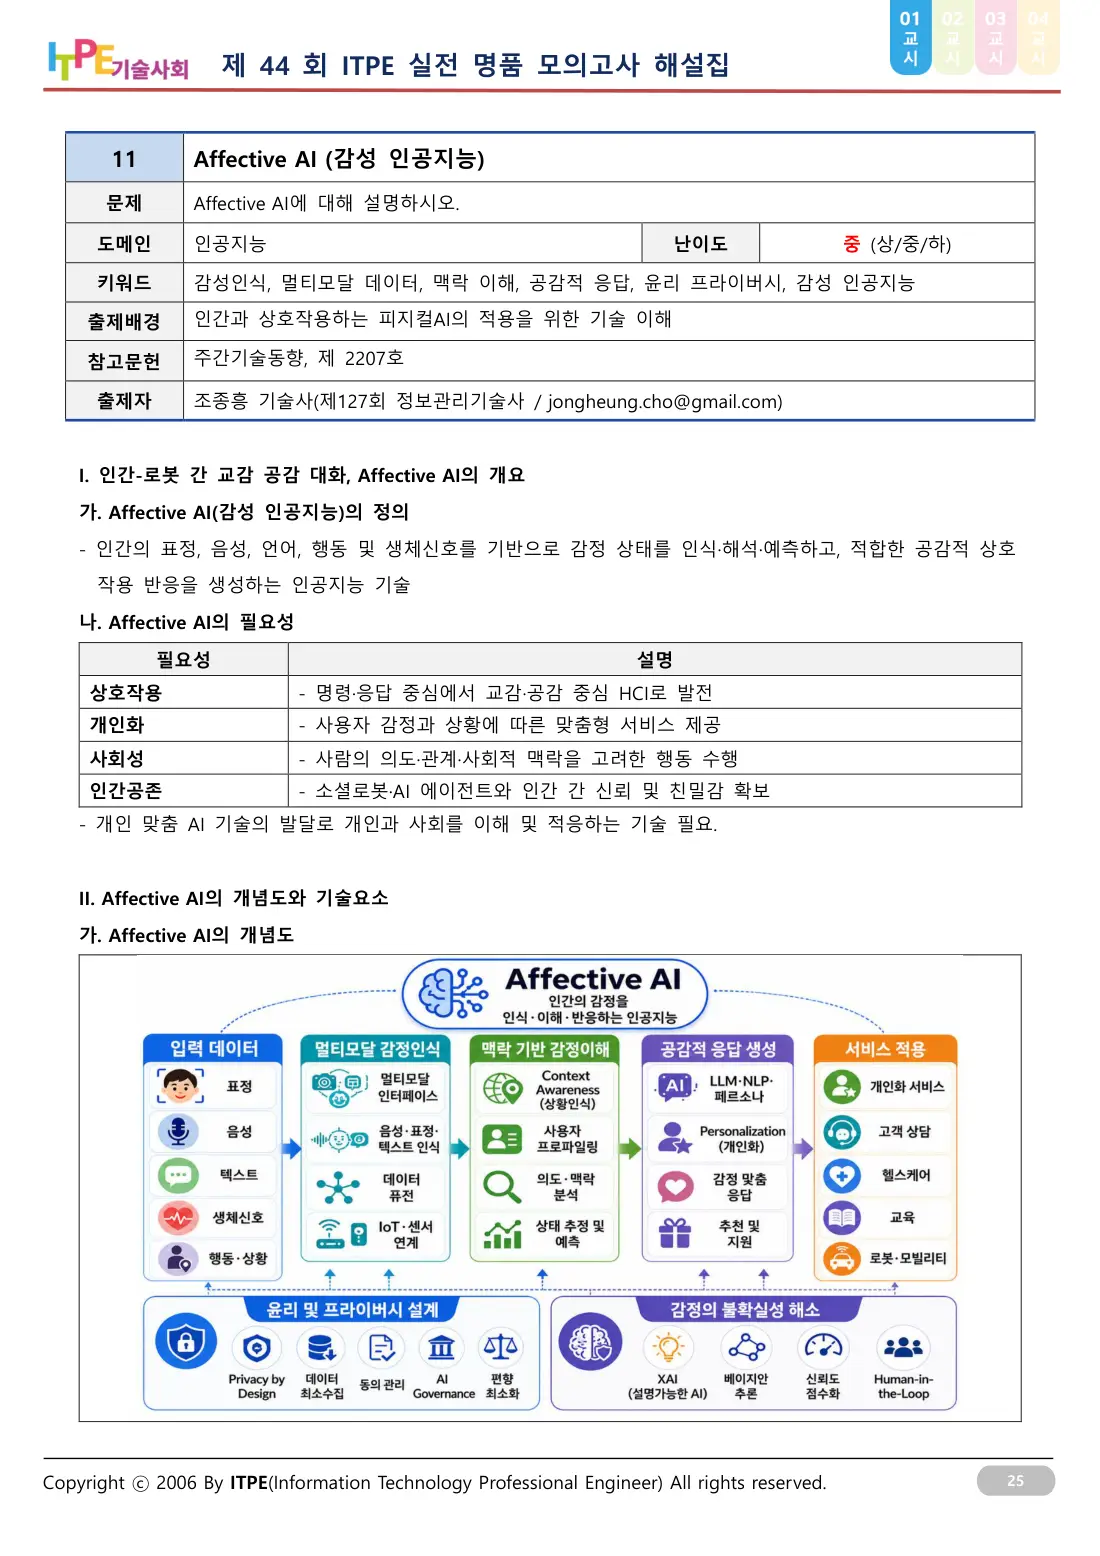 01 교시
02 교시
03 교시
04 교시
ITPE기술사회
제 44 회 ITPE 실전 명품 모의고사 해설집
11 Affective AI (감성 인공지능)
문제 Affective AI에 대해 설명하시오.
도메인 인공지능 난이도 중 (상/중/하)
키워드 감성인식, 멀티모달 데이터, 맥락 이해, 공감적 응답, 윤리 프라이버시, 감성 인공지능
출제배경 인간과 상호작용하는 피지컬AI의 적용을 위한 기술 이해
참고문헌 주간기술동향, 제 2207호
출제자 조종흥 기술사(제127회 정보관리기술사 / jongheung.cho@gmail.com)
I. 인간-로봇 간 교감 공감 대화, Affective AI의 개요
가. Affective AI(감성 인공지능)의 정의
- 인간의 표정, 음성, 언어, 행동 및 생체신호를 기반으로 감정 상태를 인식·해석·예측하고, 적합한 공감적 상호
작용 반응을 생성하는 인공지능 기술
나. Affective AI의 필요성
필요성 설명
상호작용 - 명령·응답 중심에서 교감·공감 중심 HCI로 발전
개인화 - 사용자 감정과 상황에 따른 맞춤형 서비스 제공
사회성 - 사람의 의도·관계·사회적 맥락을 고려한 행동 수행
인간공존 - 소셜로봇·AI 에이전트와 인간 간 신뢰 및 친밀감 확보
- 개인 맞춤 AI 기술의 발달로 개인과 사회를 이해 및 적응하는 기술 필요.
II. Affective AI의 개념도와 기술요소
가. Affective AI의 개념도
Affective AI
인간의 감정을
인식·이해·반응하는 인공지능
입력 데이터
표정
음성
텍스트
생체신호
행동·상황
멀티모달 감정인식
멀티모달
인터페이스
음성·표정·
텍스트 인식
데이터
퓨전
IoT·센서
연계
맥락 기반 감정이해
Context
Awareness
(상황인식)
사용자
프로파일링
의도·맥락
분석
상태 추정 및
예측
공감적 응답 생성
AI
LLM·NLP·
페르소나
Personalization
(개인화)
감정 맞춤
응답
추천 및
지원
서비스 적용
개인화 서비스
고객 상담
헬스케어
교육
로봇·모빌리티
윤리 및 프라이버시 설계
Privacy by
Design
데이터
최소수집
동의 관리
AI
Governance
편향
최소화
감정의 불확실성 해소
XAI
(설명가능한 AI)
베이지안
추론
신뢰도
점수화
Human-in-
the-Loop
Copyright ⓒ 2006 By ITPE(Information Technology Professional Engineer) All rights reserved.
25